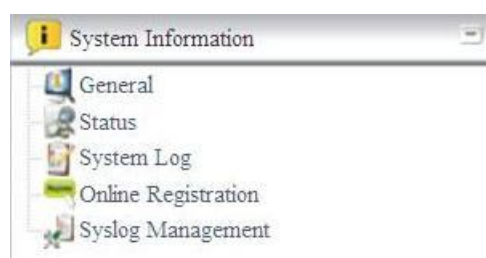 System Information
General
Status
System Log
Online Registration
Syslog Management